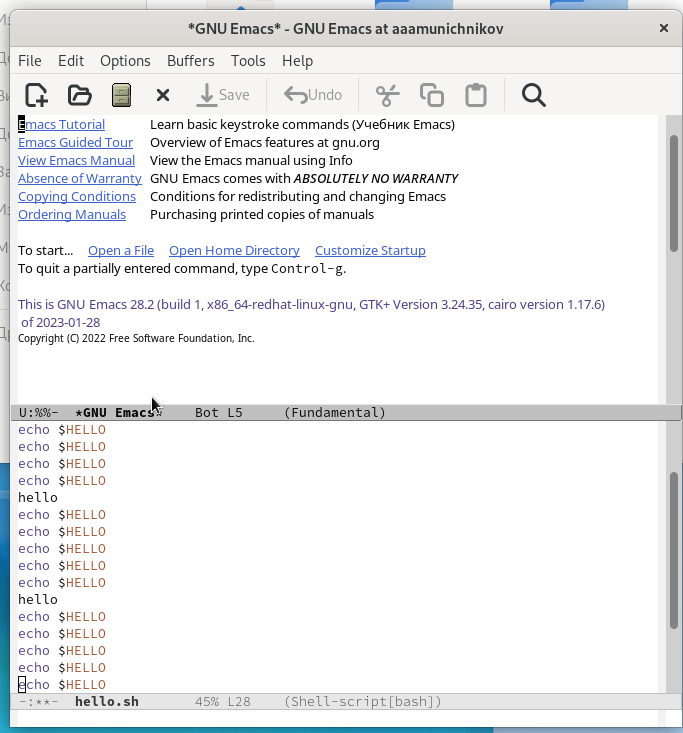 *GNU Emacs* - GNU Emacs at aaamunichnikov
File Edit Options Buffers Tools Help
Save Undo
Emacs Tutorial Learn basic keystroke commands (Учебник Emacs)
Emacs Guided Tour Overview of Emacs features at gnu.org
View Emacs Manual View the Emacs manual using Info
Absence of Warranty GNU Emacs comes with ABSOLUTELY NO WARRANTY
Copying Conditions Conditions for redistributing and changing Emacs
Ordering Manuals Purchasing printed copies of manuals
To start... Open a File Open Home Directory Customize Startup
To quit a partially entered command, type Control-g.
This is GNU Emacs 28.2 (build 1, x86_64-redhat-linux-gnu, GTK+ Version 3.24.35, cairo version 1.17.6)
of 2023-01-28
Copyright (C) 2022 Free Software Foundation, Inc.
U:%%- *GNU Emacs* Bot L5 (Fundamental)
echo $HELLO
echo $HELLO
echo $HELLO
echo $HELLO
hello
echo $HELLO
echo $HELLO
echo $HELLO
echo $HELLO
echo $HELLO
hello
echo $HELLO
echo $HELLO
echo $HELLO
echo $HELLO
echo $HELLO
-:**- hello.sh 45% L28 (Shell-script[bash])